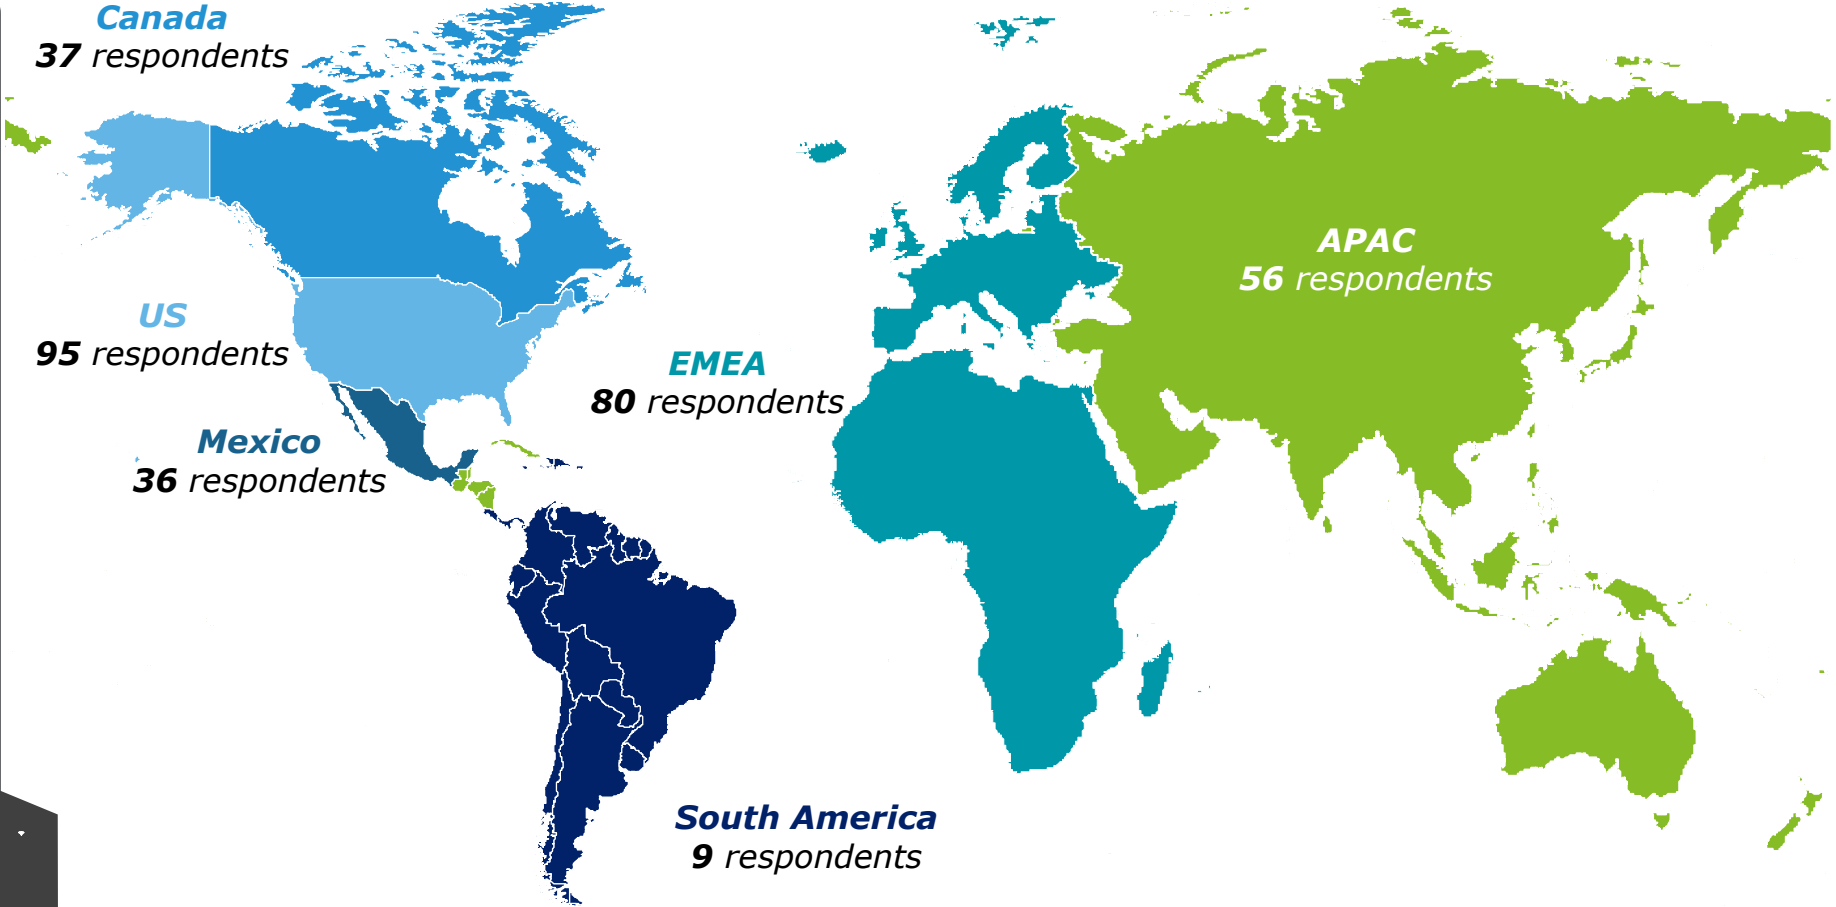 Canada
37 respondents
US
95 respondents
Mexico
36 respondents
EMEA
80 respondents
APAC
56 respondents
South America
9 respondents